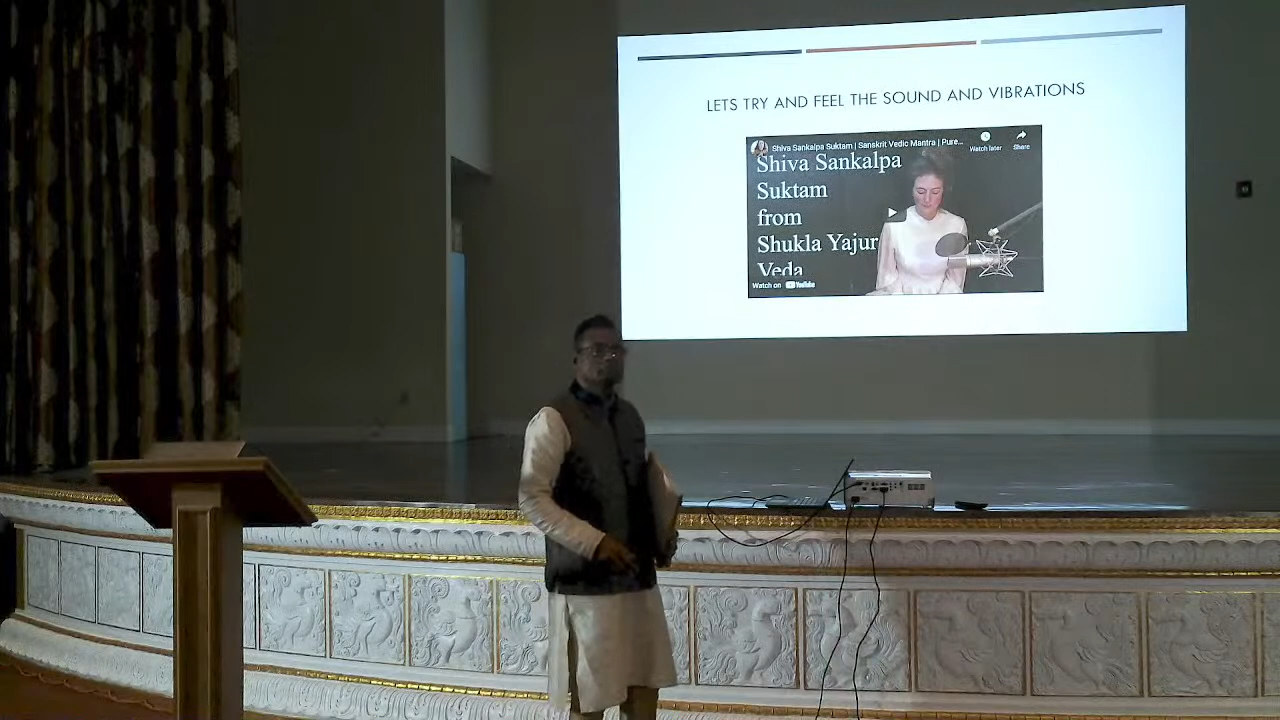 LETS TRY AND FEEL THE SOUND AND VIBRATIONS
Shiva Sankalpa Suktam | Sanskrit Vedic Mantra | Pure...
Watch later
Share
Shiva Sankalpa
Suktam
from
Shukla Yajur
Veda
Watch on YouTube